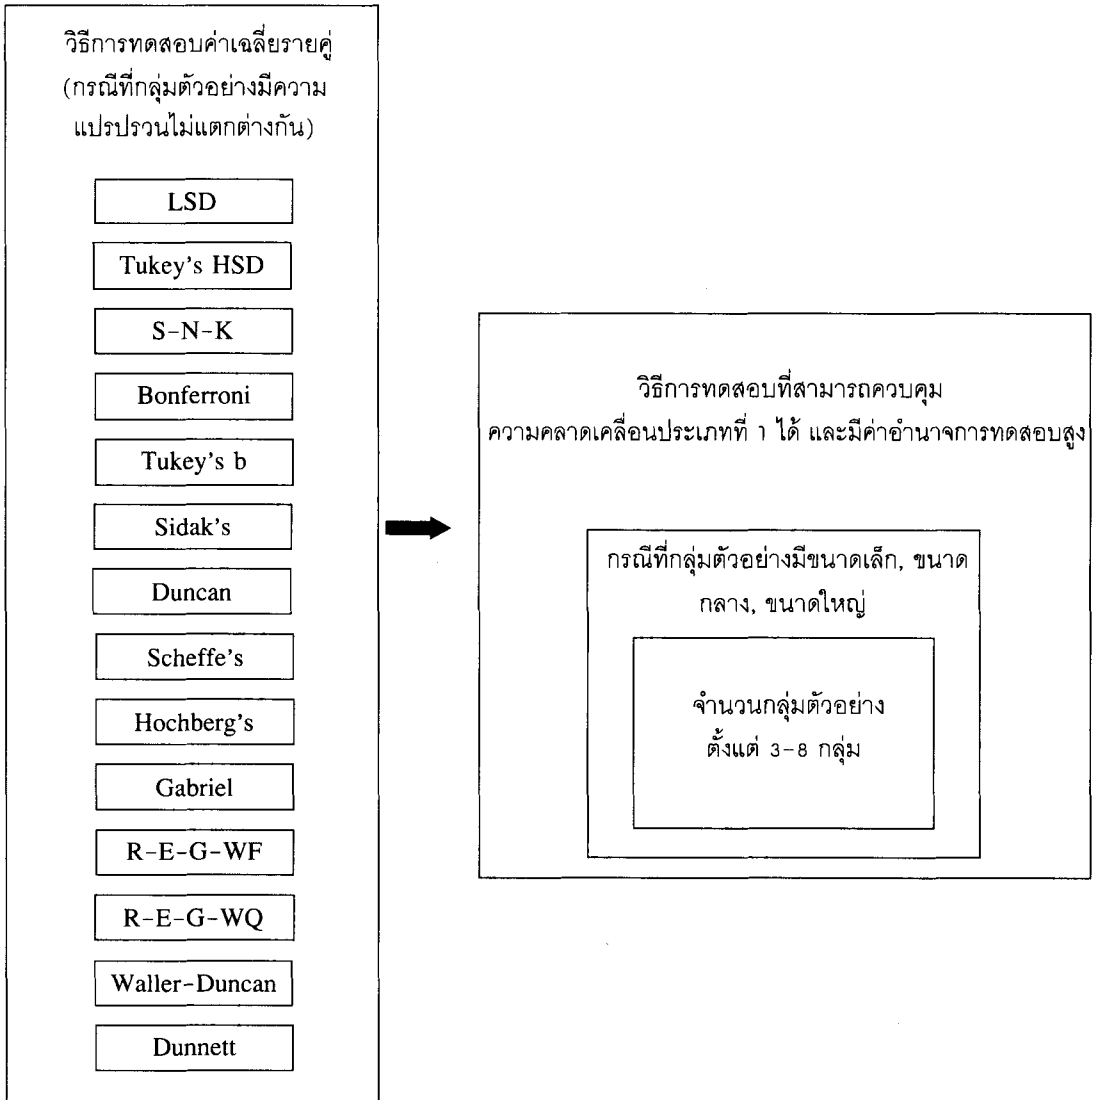 วิธีการทดสอบค่าเฉลี่ยรายคู่
(กรณีที่กลุ่มตัวอย่างมีความ
แปรปรวนไม่แตกต่างกัน)
LSD
Tukey's HSD
S-N-K
Bonferroni
Tukey's b
Sidak's
Duncan
Scheffe's
Hochberg's
Gabriel
R-E-G-WF
R-E-G-WQ
Waller-Duncan
Dunnett
วิธีการทดสอบที่สามารถควบคุม
ความคลาดเคลื่อนประเภทที่ 1 ได้ และมีค่าอำนาจการทดสอบสูง
กรณีที่กลุ่มตัวอย่างมีขนาดเล็ก, ขนาด
กลาง, ขนาดใหญ่
จำนวนกลุ่มตัวอย่าง
ตั้งแต่ 3-8 กลุ่ม